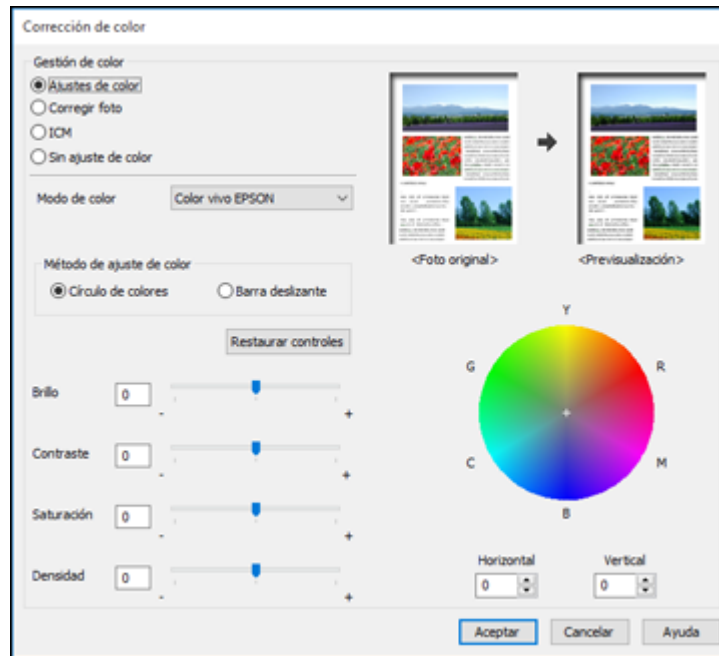 Corrección de color
Gestión de color
Ajustes de color
Corregir foto
ICM
Sin ajuste de color
Modo de color
Color vivo EPSON
Método de ajuste de color
Círculo de colores
Barra deslizante
Restaurar controles
Brillo
0
-
+
Contraste
0
-
+
Saturación
0
-
+
Densidad
0
-
+
<Foto original>
<Previsualización>
Y
G
R
C
M
B
Horizontal
Vertical
0
0
Aceptar
Cancelar
Ayuda